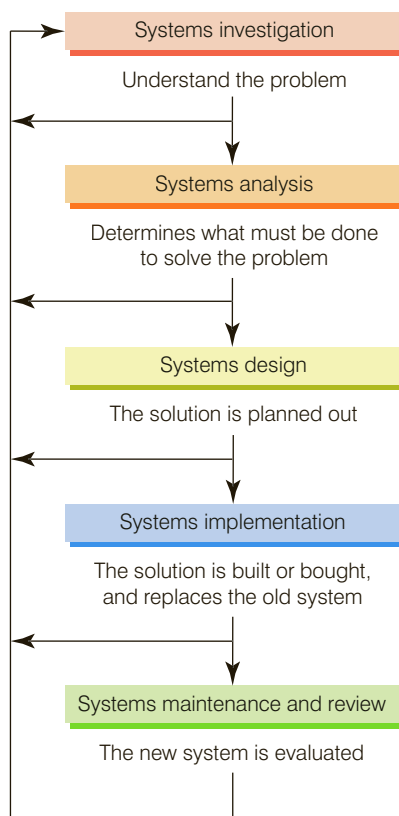 Systems investigation
Understand the problem
Systems analysis
Determines what must be done
to solve the problem
Systems design
The solution is planned out
Systems implementation
The solution is built or bought,
and replaces the old system
Systems maintenance and review
The new system is evaluated